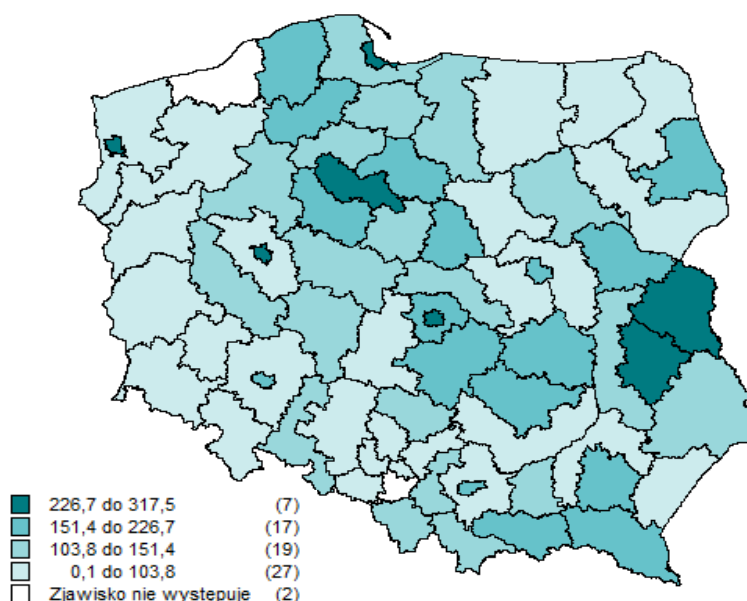 226,7 do 317,5 (7)
151,4 do 226,7 (17)
103,8 do 151,4 (19)
0,1 do 103,8 (27)
Zjawisko nie występuje (2)